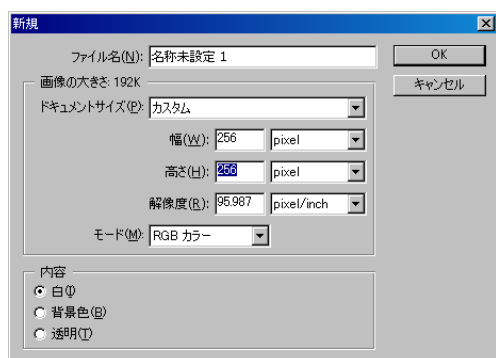 新規
ファイル名(N): 名称未設定 1
OK
キャンセル
画像の大きさ: 192K
ドキュメントサイズ(P): カスタム
幅(W): 256 pixel
高さ(H): 256 pixel
解像度(R): 95.987 pixel/inch
モード(M): RGB カラー
内容
白(I)
背景色(B)
透明(T)